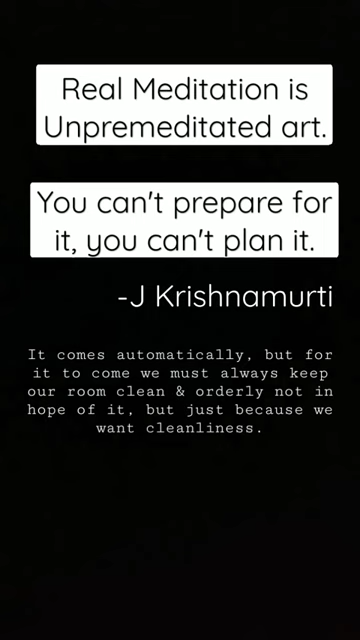 Real Meditation is
Unpremeditated art.
You can't prepare for
it, you can't plan it.
-J Krishnamurti
It comes automatically, but for
it to come we must always keep
our room clean & orderly not in
hope of it, but just because we
want cleanliness.